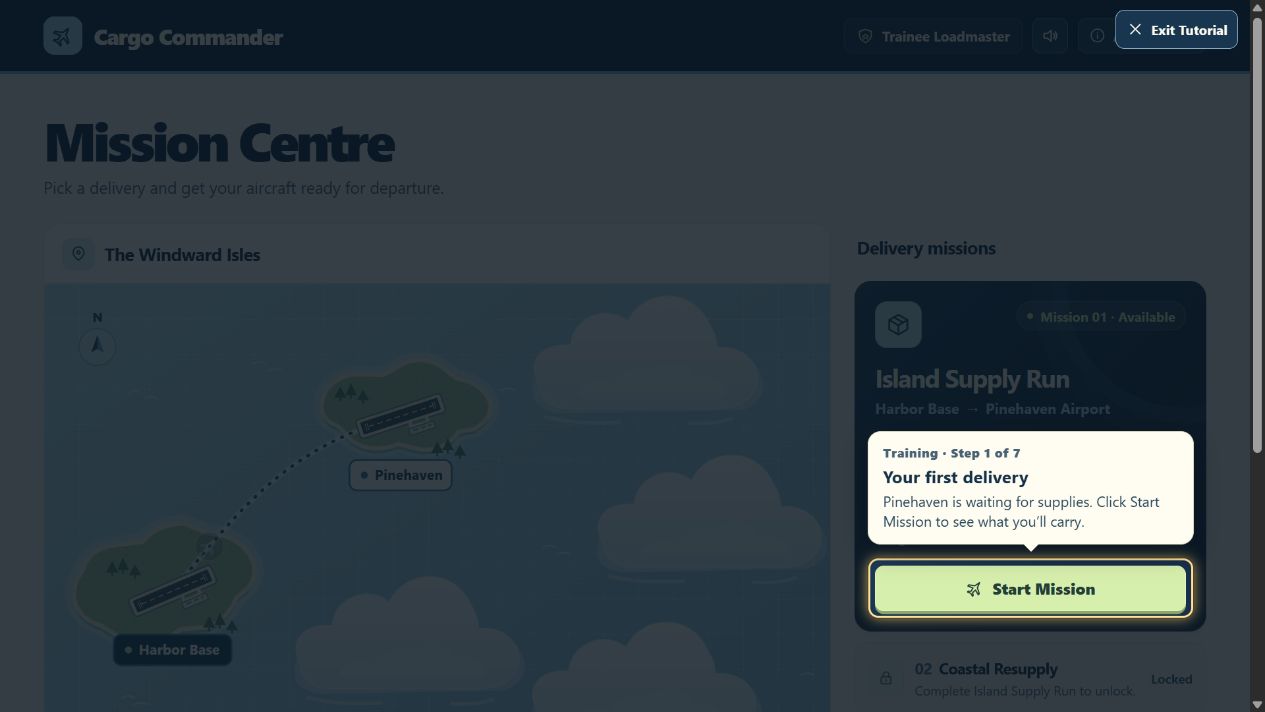 Cargo Commander
Trainee Loadmaster
Exit Tutorial
Mission Centre
Pick a delivery and get your aircraft ready for departure.
The Windward Isles
N
Pinehaven
Harbor Base
Delivery missions
Mission 01 · Available
Island Supply Run
Harbor Base → Pinehaven Airport
Training · Step 1 of 7
Your first delivery
Pinehaven is waiting for supplies. Click Start
Mission to see what you’ll carry.
Start Mission
02 Coastal Resupply
Locked
Complete Island Supply Run to unlock.